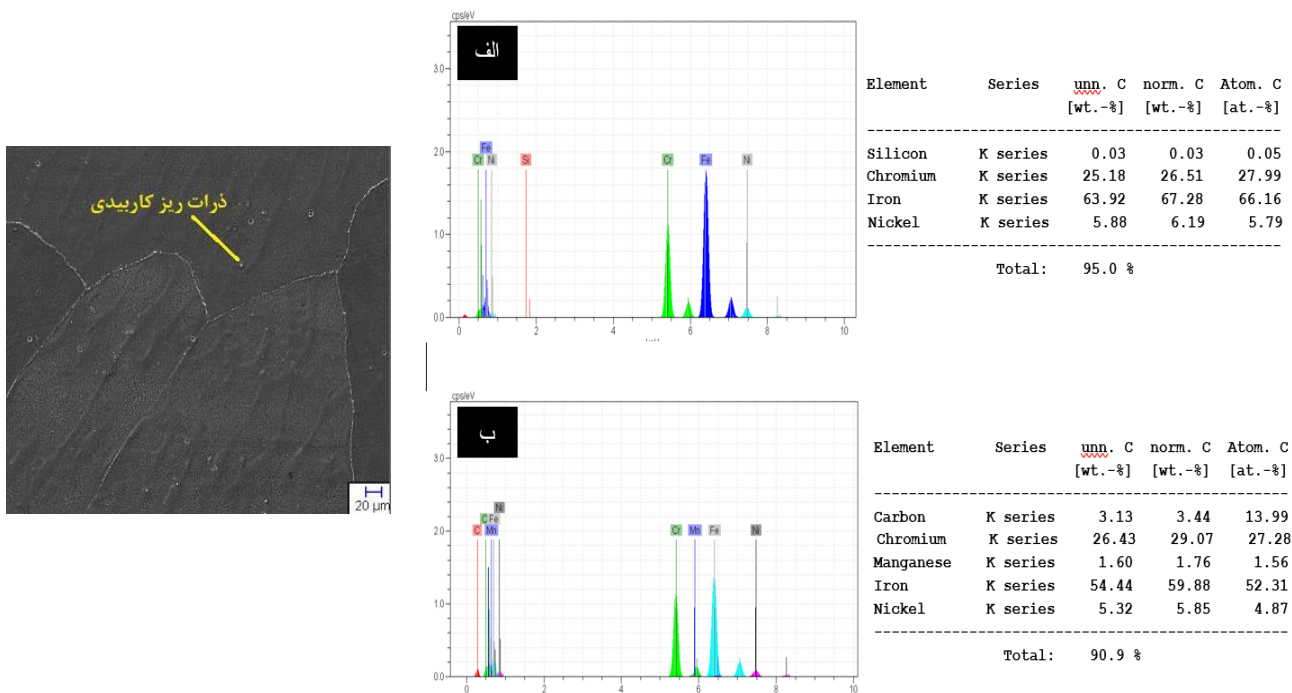 ذرات ریز کاربیدی
20 µm
cps/eV
الف
3.0
2.0
1.0
0.0
Fe
Cr Ni Si Cr Fe Ni
0 2 4 6 8 10
Element Series unn. C norm. C Atom. C
[wt.-%] [wt.-%] [at.-%]
Silicon K series 0.03 0.03 0.05
Chromium K series 25.18 26.51 27.99
Iron K series 63.92 67.28 66.16
Nickel K series 5.88 6.19 5.79
Total: 95.0 %
cps/eV
ب
3.0
2.0
1.0
0.0
Ni
C Fe
C Mn Cr Mn Fe Ni
0 2 4 6 8 10
Element Series unn. C norm. C Atom. C
[wt.-%] [wt.-%] [at.-%]
Carbon K series 3.13 3.44 13.99
Chromium K series 26.43 29.07 27.28
Manganese K series 1.60 1.76 1.56
Iron K series 54.44 59.88 52.31
Nickel K series 5.32 5.85 4.87
Total: 90.9 %